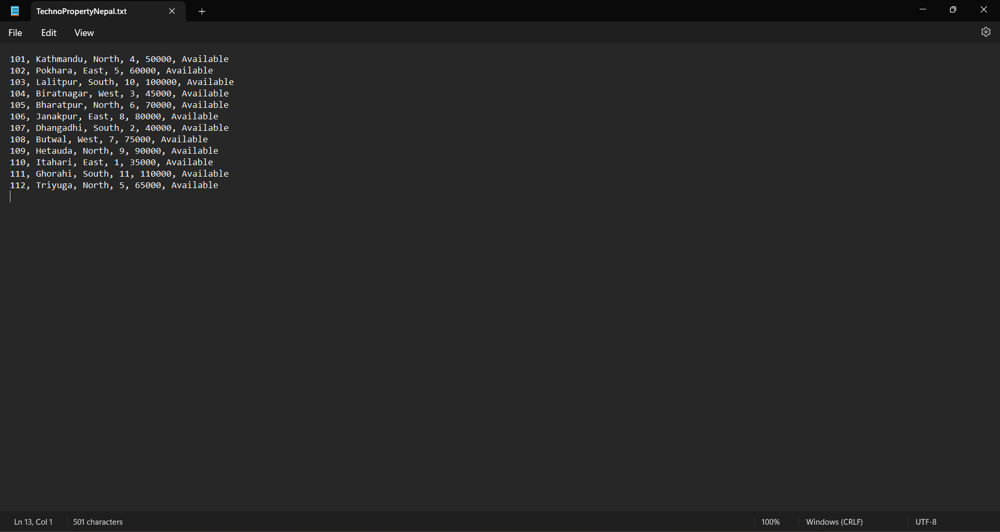 TechnoPropertyNepal.txt
File Edit View
101, Kathmandu, North, 4, 50000, Available
102, Pokhara, East, 5, 60000, Available
103, Lalitpur, South, 10, 100000, Available
104, Biratnagar, West, 3, 45000, Available
105, Bharatpur, North, 6, 70000, Available
106, Janakpur, East, 8, 80000, Available
107, Dhangadhi, South, 2, 40000, Available
108, Butwal, West, 7, 75000, Available
109, Hetauda, North, 9, 90000, Available
110, Itahari, East, 1, 35000, Available
111, Ghorahi, South, 11, 110000, Available
112, Triyuga, North, 5, 65000, Available
Ln 13, Col 1 501 characters 100% Windows (CRLF) UTF-8